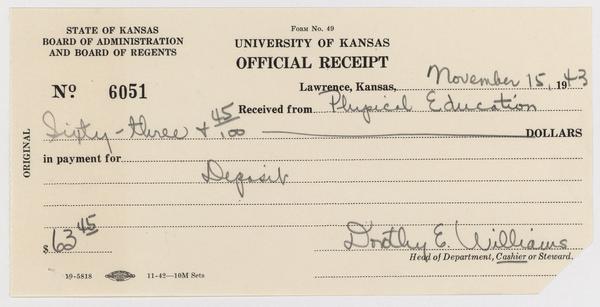 STATE OF KANSAS
BOARD OF ADMINISTRATION
AND BOARD OF REGENTS
Form No. 49
UNIVERSITY OF KANSAS
OFFICIAL RECEIPT
No 6051
Lawrence, Kansas, November 15, 1943
Received from Physical Education
Sixty-three + 45/100 DOLLARS
in payment for
Deposit
$63 45
Dorothy E. Williams
Head of Department, Cashier or Steward.
19-5818 11-42-10M Sets
ORIGINAL